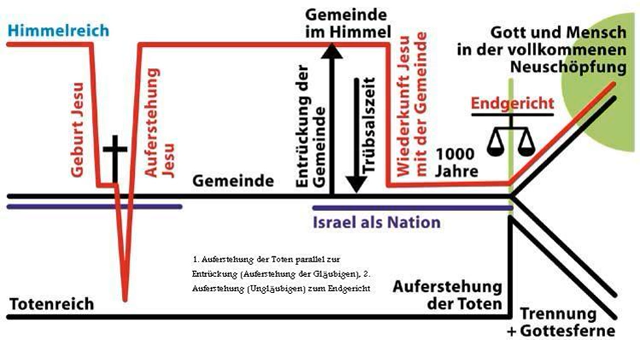 Himmelreich
Geburt Jesu
Auferstehung
Jesu
Gemeinde
Gemeinde
im Himmel
Entrückung der
Gemeinde
Trübsalszeit
Wiederkunft Jesu
mit der Gemeinde
1000
Jahre
Endgericht
Gott und Mensch
in der vollkommenen
Neuschöpfung
Israel als Nation
1. Auferstehung der Toten parallel zur
Entrückung (Auferstehung der Gläubigen), 2.
Auferstehung (Ungläubigen) zum Endgericht
Totenreich
Auferstehung
der Toten
Trennung
+ Gottesferne